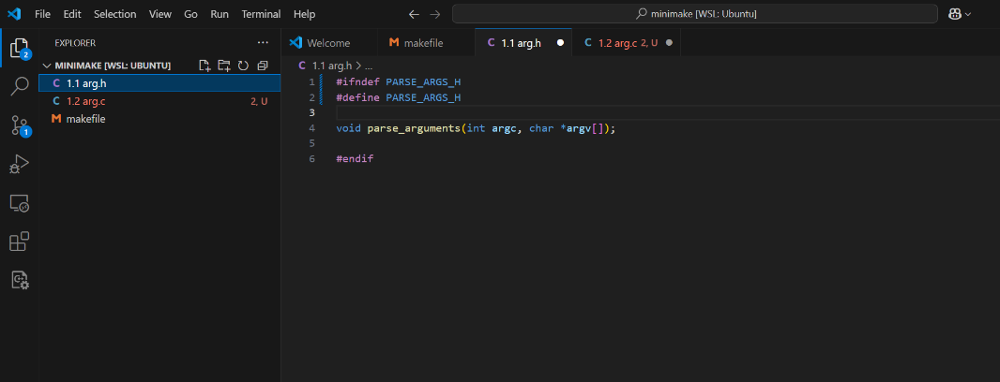 File Edit Selection View Go Run Terminal Help
minimake [WSL: Ubuntu]
EXPLORER
MINIMAKE [WSL: UBUNTU]
C 1.1 arg.h
C 1.2 arg.c 2, U
M makefile
2
1
Welcome
M makefile
C 1.1 arg.h
C 1.2 arg.c 2, U
C 1.1 arg.h > ...
1 #ifndef PARSE_ARGS_H
2 #define PARSE_ARGS_H
3
4 void parse_arguments(int argc, char *argv[]);
5
6 #endif